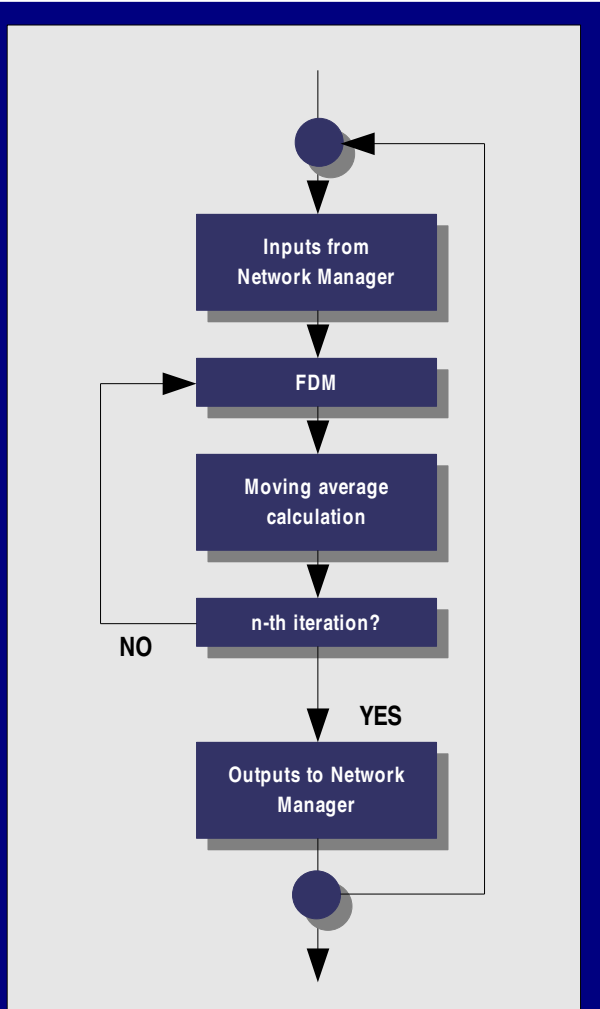 Inputs from
Network Manager
FDM
Moving average
calculation
n-th iteration?
NO
YES
Outputs to Network
Manager